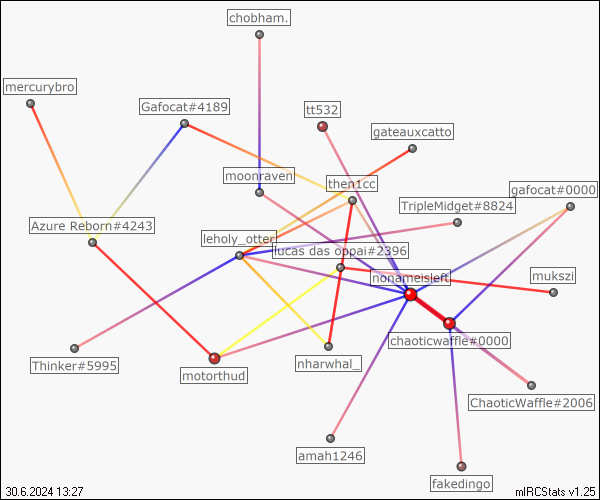 chobham.
mercurybro
Gafocat#4189
tt532
gateauxcatto
moonraven
then1cc
gafocat#0000
TripleMidget#8824
Azure Reborn#4243
leholy_otter
lucas das oppai#2396
nonameisleft
mukszi
chaoticwaffle#0000
Thinker#5995
motorthud
nharwhal_
ChaoticWaffle#2006
amah1246
fakedingo
30.6.2024 13:27
mIRCStats v1.25